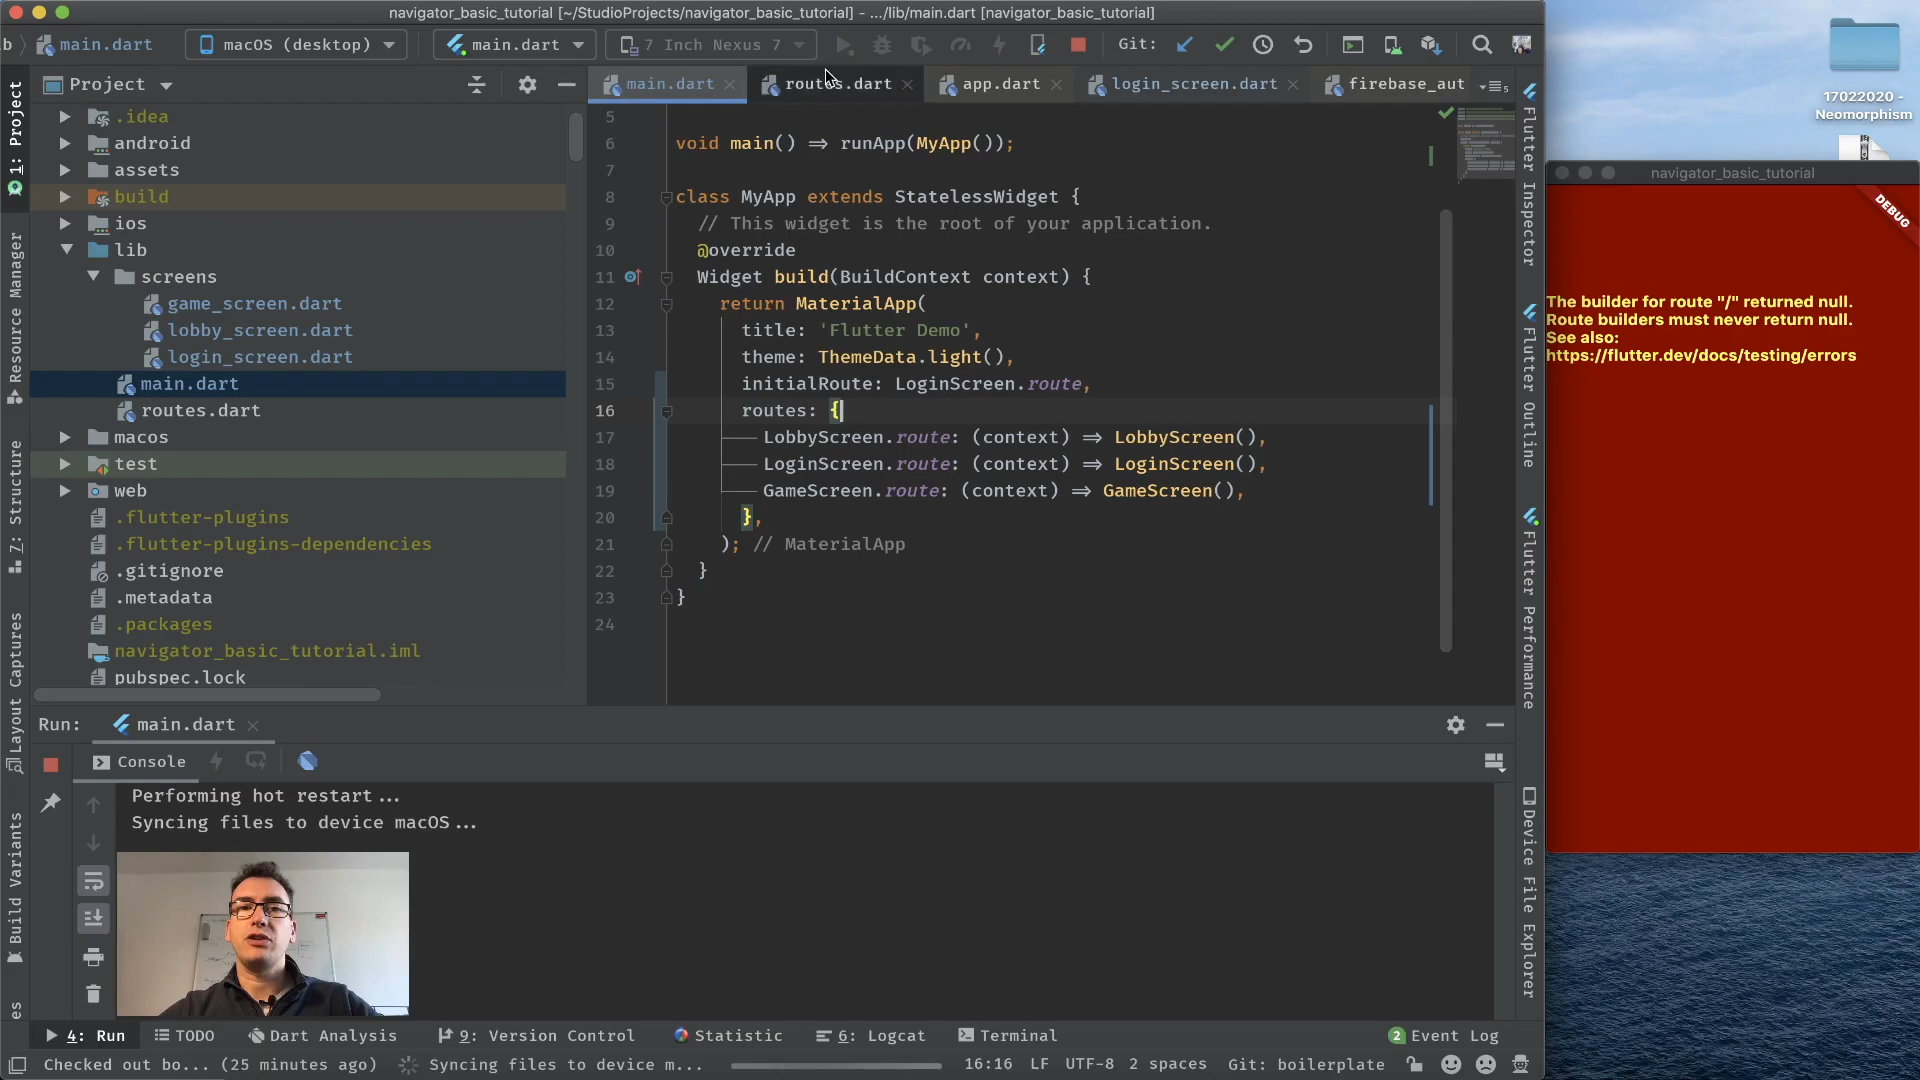 navigator_basic_tutorial [~/StudioProjects/navigator_basic_tutorial] - .../lib/main.dart [navigator_basic_tutorial]
b main.dart macOS (desktop) main.dart 7 Inch Nexus 7 Git:
1: Project
Resource Manager
7: Structure
Layout Captures
Build Variants
es
Project
.idea
android
assets
build
ios
lib
screens
game_screen.dart
lobby_screen.dart
login_screen.dart
main.dart
routes.dart
macos
test
web
.flutter-plugins
.flutter-plugins-dependencies
.gitignore
.metadata
.packages
navigator_basic_tutorial.iml
pubspec.lock
main.dart routes.dart app.dart login_screen.dart firebase_aut
5
6 void main() => runApp(MyApp());
7
8 class MyApp extends StatelessWidget {
9 // This widget is the root of your application.
10 @override
11 Widget build(BuildContext context) {
12 return MaterialApp(
13 title: 'Flutter Demo',
14 theme: ThemeData.light(),
15 initialRoute: LoginScreen.route,
16 routes: {
17 LobbyScreen.route: (context) => LobbyScreen(),
18 LoginScreen.route: (context) => LoginScreen(),
19 GameScreen.route: (context) => GameScreen(),
20 },
21 ); // MaterialApp
22 }
23 }
24
Flutter Inspector
Flutter Outline
Flutter Performance
Device File Explorer
17022020 -
Neomorphism
navigator_basic_tutorial
DEBUG
The builder for route "/" returned null.
Route builders must never return null.
See also:
https://flutter.dev/docs/testing/errors
Run: main.dart
Console
Performing hot restart...
Syncing files to device macOS...
4: Run TODO Dart Analysis 9: Version Control Statistic 6: Logcat Terminal 2 Event Log
Checked out bo... (25 minutes ago) Syncing files to device m... 16:16 LF UTF-8 2 spaces Git: boilerplate